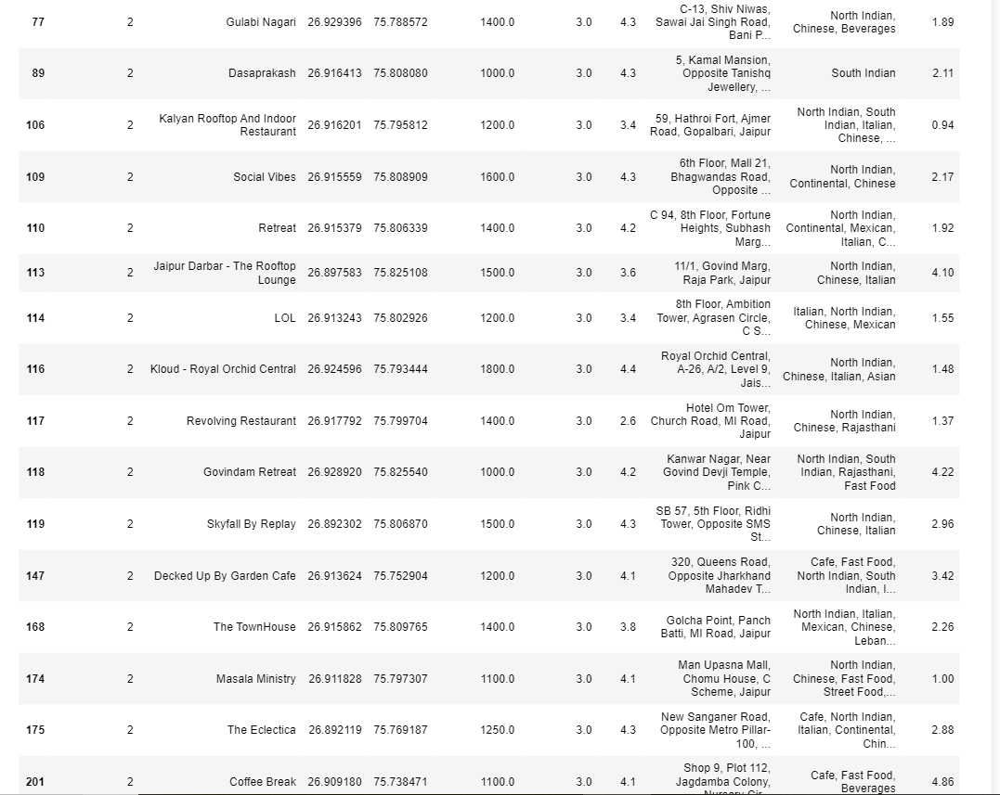 C-13, Shiv Niwas,
77 2 Gulabi Nagari 26.929396 75.788572 1400.0 3.0 4.3 Sawai Jai Singh Road, North Indian, 1.89
Bani P... Chinese, Beverages
5, Kamal Mansion,
89 2 Dasaprakash 26.916413 75.808080 1000.0 3.0 4.3 Opposite Tanishq South Indian 2.11
Jewellery, ...
Kalyan Rooftop And Indoor 59, Hathroi Fort, Ajmer North Indian, South
106 2 Restaurant 26.916201 75.795812 1200.0 3.0 3.4 Road, Gopalbari, Jaipur Indian, Italian, 0.94
Chinese, ...
6th Floor, Mall 21,
109 2 Social Vibes 26.915559 75.808909 1600.0 3.0 4.3 Bhagwandas Road, North Indian, 2.17
Opposite ... Continental, Chinese
C 94, 8th Floor, Fortune North Indian,
110 2 Retreat 26.915379 75.806339 1400.0 3.0 4.2 Heights, Subhash Continental, Mexican, 1.92
Marg... Italian, C...
Jaipur Darbar - The Rooftop 11/1, Govind Marg, North Indian,
113 2 Lounge 26.897583 75.825108 1500.0 3.0 3.6 Raja Park, Jaipur Chinese, Italian 4.10
8th Floor, Ambition
114 2 LOL 26.913243 75.802926 1200.0 3.0 3.4 Tower, Agrasen Circle, Italian, North Indian, 1.55
C S... Chinese, Mexican
Royal Orchid Central,
116 2 Kloud - Royal Orchid Central 26.924596 75.793444 1800.0 3.0 4.4 A-26, A/2, Level 9, North Indian, 1.48
Jais... Chinese, Italian, Asian
Hotel Om Tower,
117 2 Revolving Restaurant 26.917792 75.799704 1400.0 3.0 2.6 Church Road, MI Road, North Indian, 1.37
Jaipur Chinese, Rajasthani
Kanwar Nagar, Near North Indian, South
118 2 Govindam Retreat 26.928920 75.825540 1000.0 3.0 4.2 Govind Devji Temple, Indian, Rajasthani, 4.22
Pink C... Fast Food
SB 57, 5th Floor, Ridhi
119 2 Skyfall By Replay 26.892302 75.806870 1500.0 3.0 4.3 Tower, Opposite SMS North Indian, 2.96
St... Chinese, Italian
320, Queens Road, Cafe, Fast Food,
147 2 Decked Up By Garden Cafe 26.913624 75.752904 1200.0 3.0 4.1 Opposite Jharkhand North Indian, South 3.42
Mahadev T... Indian, I...
Golcha Point, Panch North Indian, Italian,
168 2 The TownHouse 26.915862 75.809765 1400.0 3.0 3.8 Batti, MI Road, Jaipur Mexican, Chinese, 2.26
Leban...
Man Upasna Mall, North Indian,
174 2 Masala Ministry 26.911828 75.797307 1100.0 3.0 4.1 Chomu House, C Chinese, Fast Food, 1.00
Scheme, Jaipur Street Food,...
New Sanganer Road, Cafe, North Indian,
175 2 The Eclectica 26.892119 75.769187 1250.0 3.0 4.3 Opposite Metro Pillar- Italian, Continental, 2.88
100, ... Chin...
Shop 9, Plot 112, Cafe, Fast Food,
201 2 Coffee Break 26.909180 75.738471 1100.0 3.0 4.1 Jagdamba Colony, Beverages 4.86